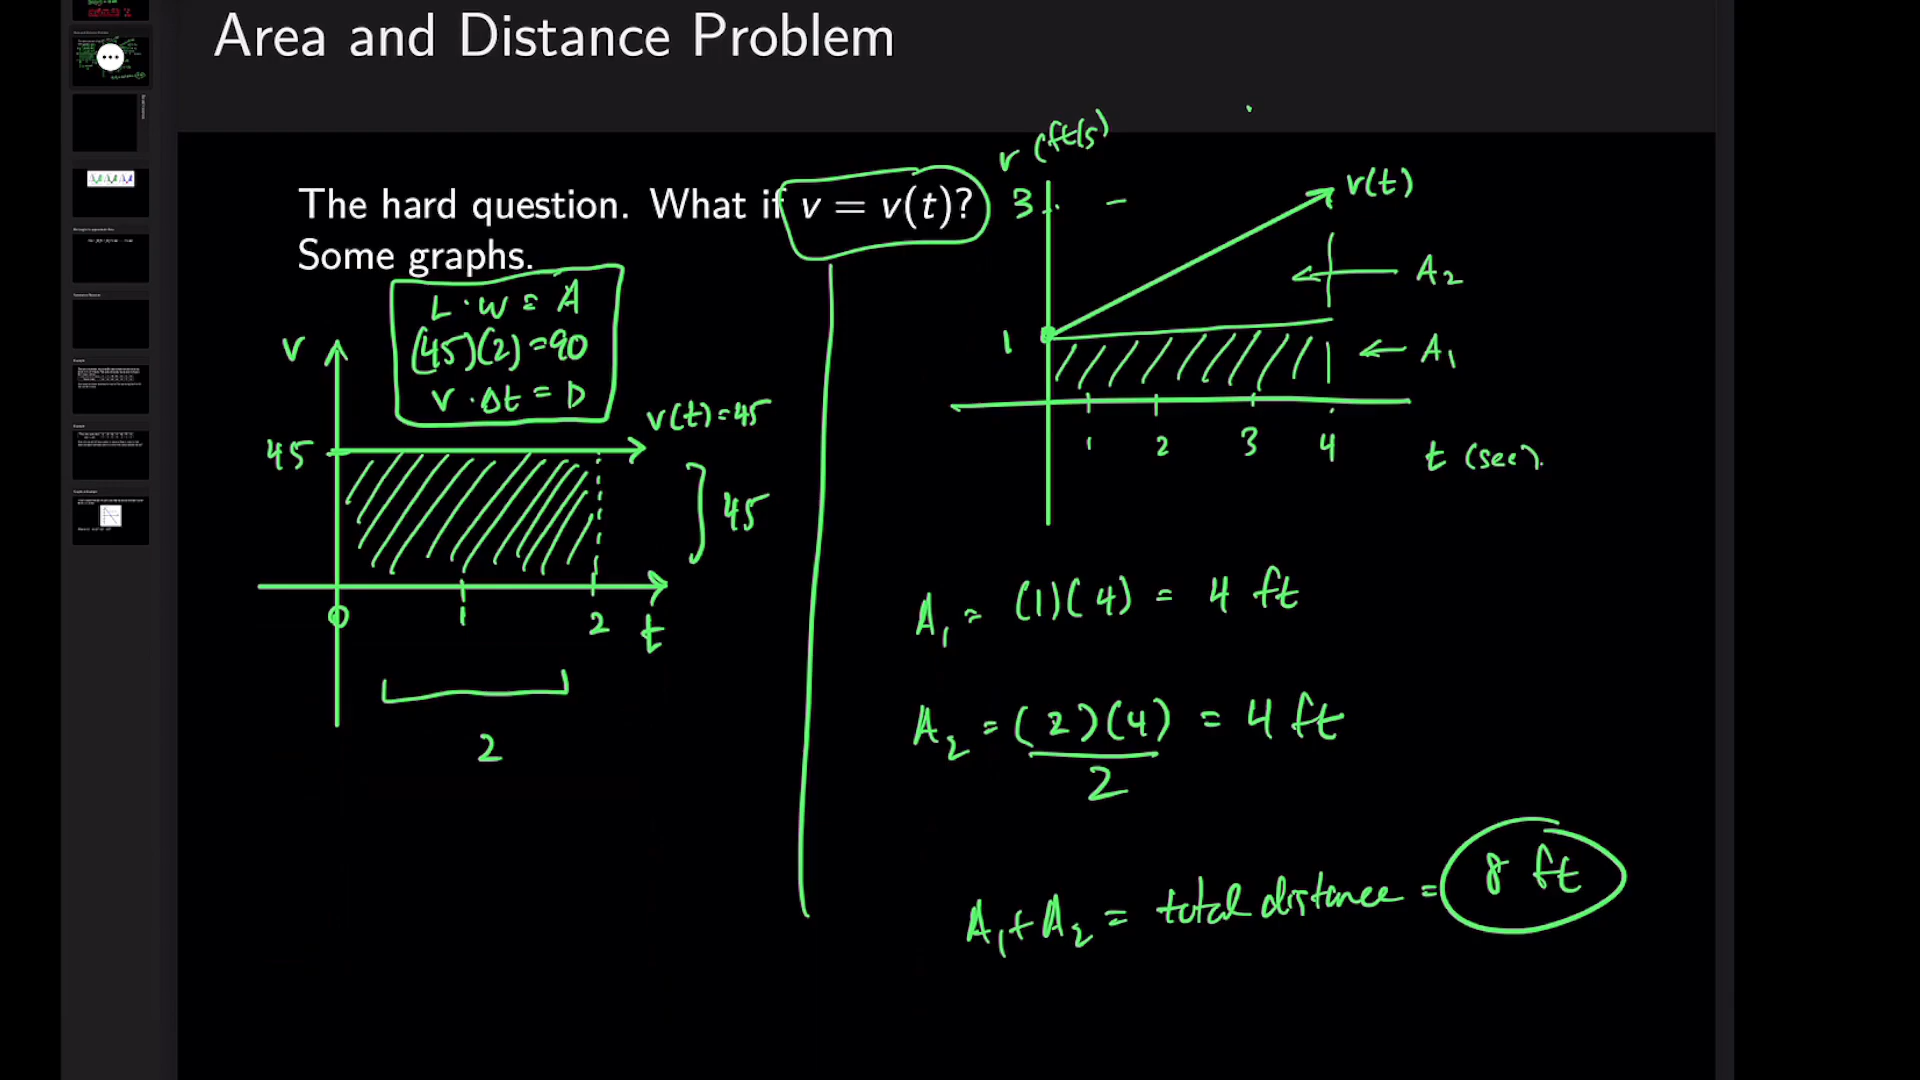 Area and Distance Problem
The hard question. What if v = v(t)?
Some graphs.
L · W = A
(45)(2) = 90
v · Δt = D
v
v(t) = 45
45
45
0
1
2
t
2
v (ft/s)
3
v(t)
A₂
1
A₁
1 2 3 4
t (sec).
A₁ = (1)(4) = 4 ft
A₂ = (2)(4) = 4 ft
2
A₁ + A₂ = total distance = 8 ft